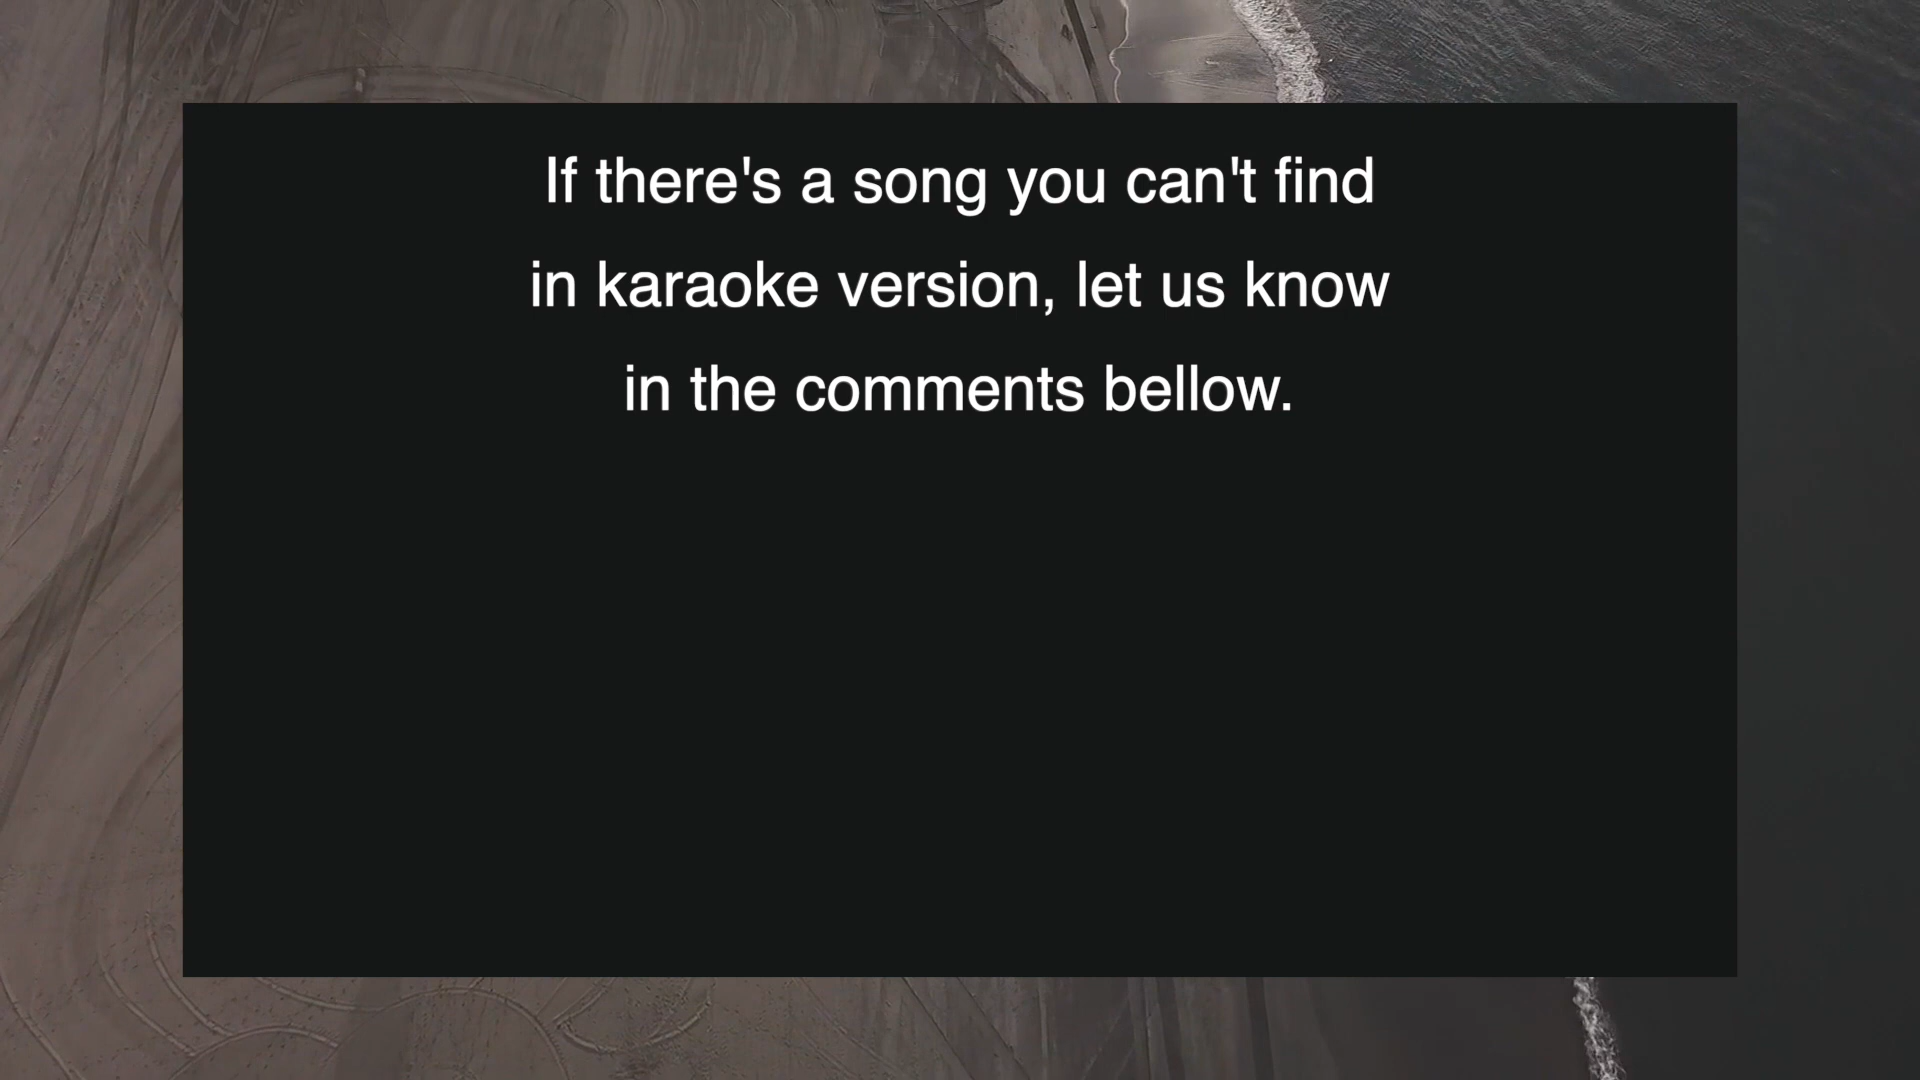 If there's a song you can't find
in karaoke version, let us know
in the comments bellow.